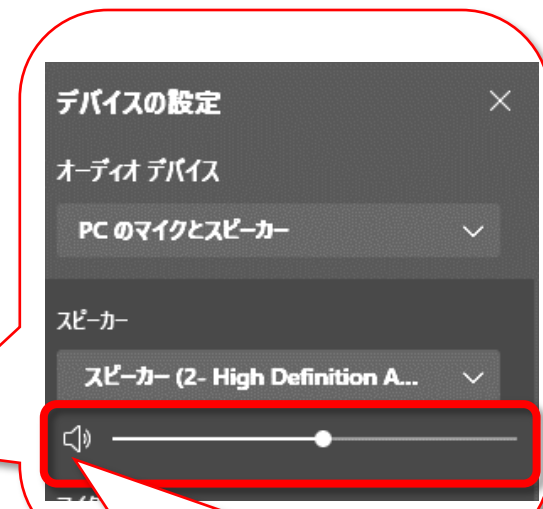 デバイスの設定
オーディオ デバイス
PC のマイクとスピーカー
スピーカー
スピーカー (2- High Definition A...